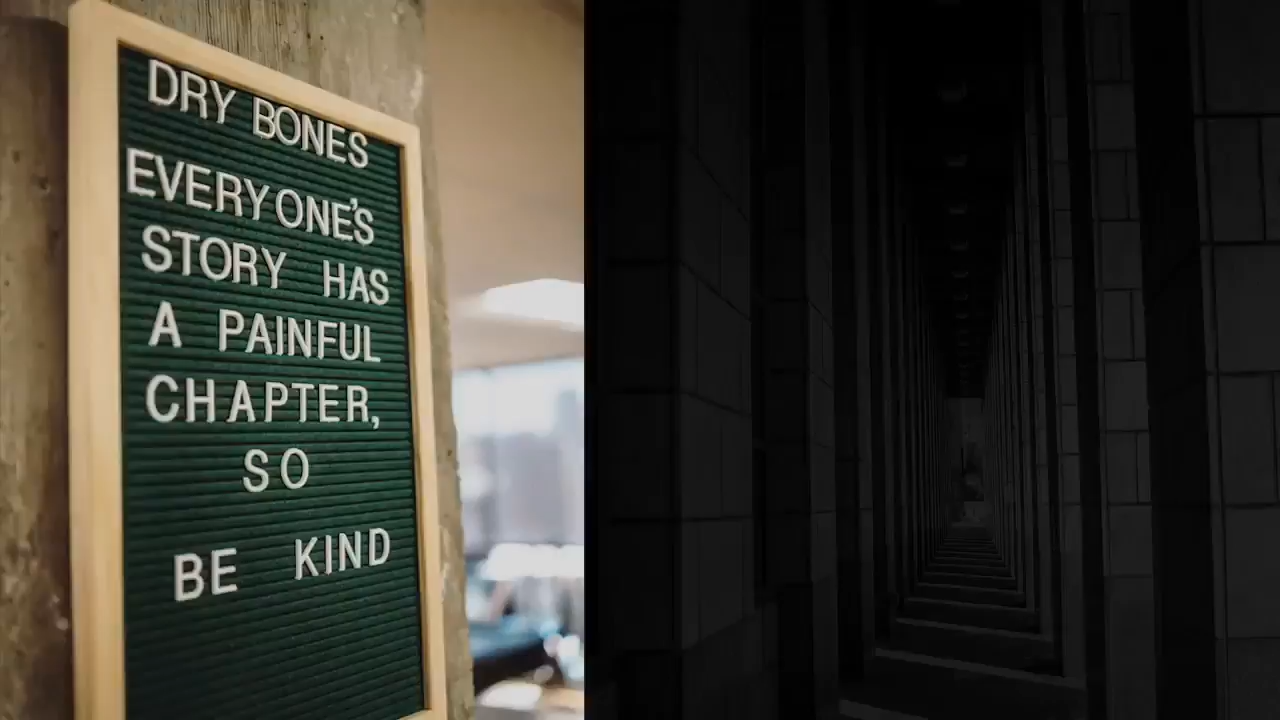 DRY BONES
EVERYONE'S
STORY HAS
A PAINFUL
CHAPTER,
SO
BE KIND